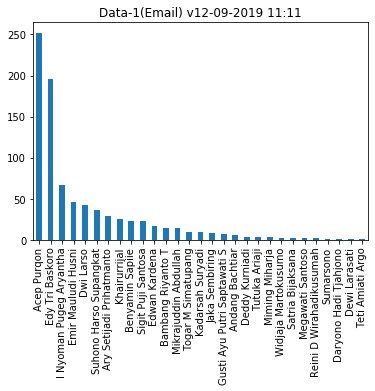 Data-1(Email) v12-09-2019 11:11
250
200
150
100
50
0
Acep Purqon
Edy Tri Baskoro
I Nyoman Pugeg Aryantha
Emir Mauludi Husni
Dwi Larso
Suhono Harso Supangkat
Ary Setijadi Prihatmanto
Khairurrijal
Benyamin Sapiie
Sigit Puji Santosa
Edwan Kardena
Bambang Riyanto T
Mikrajuddin Abdullah
Togar M Simatupang
Kadarsah Suryadi
Jaka Sembiring
Gusti Ayu  Putri Saptawati S
Andang Bachtiar
Deddy Kurniadi
Tutuka Ariaji
Miming Miharja
Widjaja Martokusumo
Satria Bijaksana
Megawati Santoso
Reini D Wirahadikusumah
Sumarsono
Daryono Hadi Tjahjono
Dewi Larasati
Teti Amiati Argo